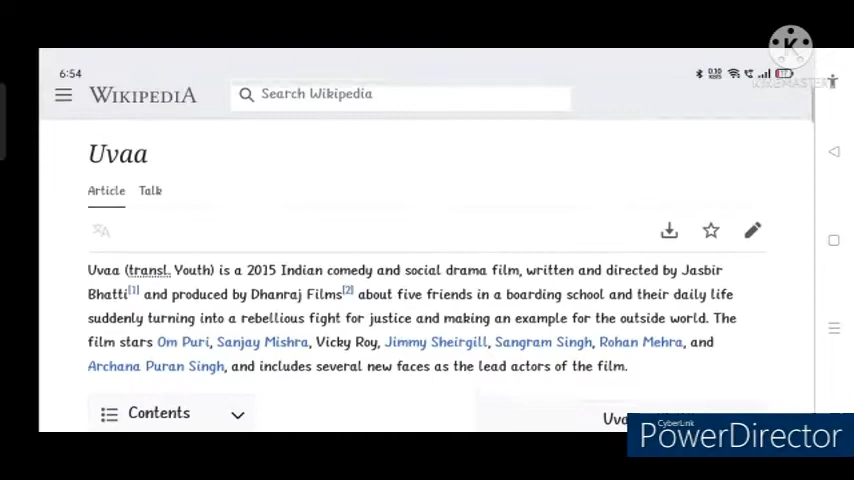 6:54
WIKIPEDIA
Search Wikipedia
KINEMASTER
Uvaa
Article Talk
Uvaa (transl. Youth) is a 2015 Indian comedy and social drama film, written and directed by Jasbir
Bhatti[1] and produced by Dhanraj Films[2] about five friends in a boarding school and their daily life
suddenly turning into a rebellious fight for justice and making an example for the outside world. The
film stars Om Puri, Sanjay Mishra, Vicky Roy, Jimmy Sheirgill, Sangram Singh, Rohan Mehra, and
Archana Puran Singh, and includes several new faces as the lead actors of the film.
Contents
CyberLink
PowerDirector